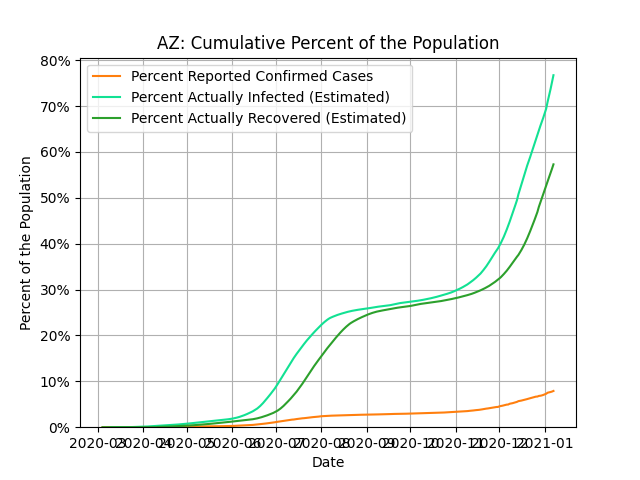 AZ: Cumulative Percent of the Population
Percent Reported Confirmed Cases
Percent Actually Infected (Estimated)
Percent Actually Recovered (Estimated)
80%
70%
60%
50%
40%
30%
20%
10%
0%
Percent of the Population
2020-03 2020-04 2020-05 2020-06 2020-07 2020-08 2020-09 2020-10 2020-11 2020-12 2021-01
Date